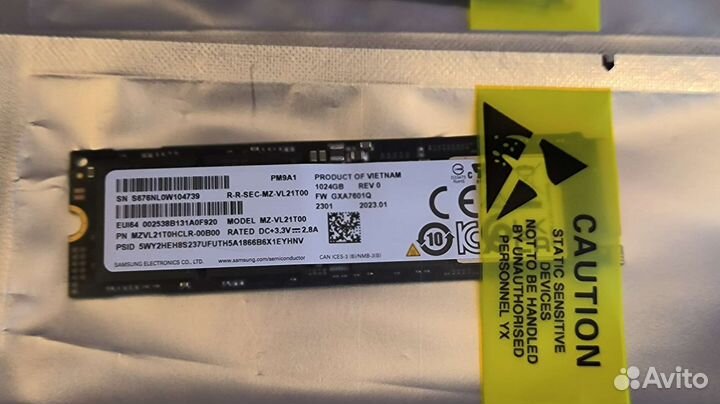 PM9A1
PRODUCT OF VIETNAM
SN S676NL0W104739
R-R-SEC-MZ-VL21T00
1024GB REV 0
FW GXA7601Q
2301 2023.01
EUI64 002538B131A0F920
MODEL MZ-VL21T00
PN MZVL21T0HCLR-00B00
RATED DC+3.3V 2.8A
PSID 5WY2HEH8S237UFUTH5A1866B6X1EYHNV
SAMSUNG ELECTRONICS CO., LTD.
www.samsung.com/semiconductor
CAN ICES-3 (B)/NMB-3(B)
10
CAUTION
STATIC SENSITIVE
DEVICES
NOT TO BE HANDLED
BY UNAUTHORISED
PERSONNEL YX
Avito